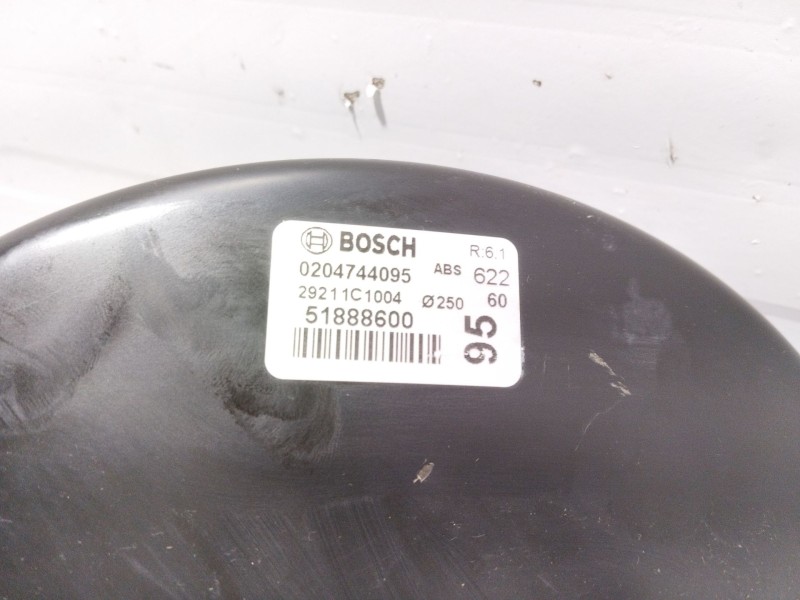 BOSCH R.6.1
0204744095 ABS 622
29211C1004 Ø250 60
51888600
95